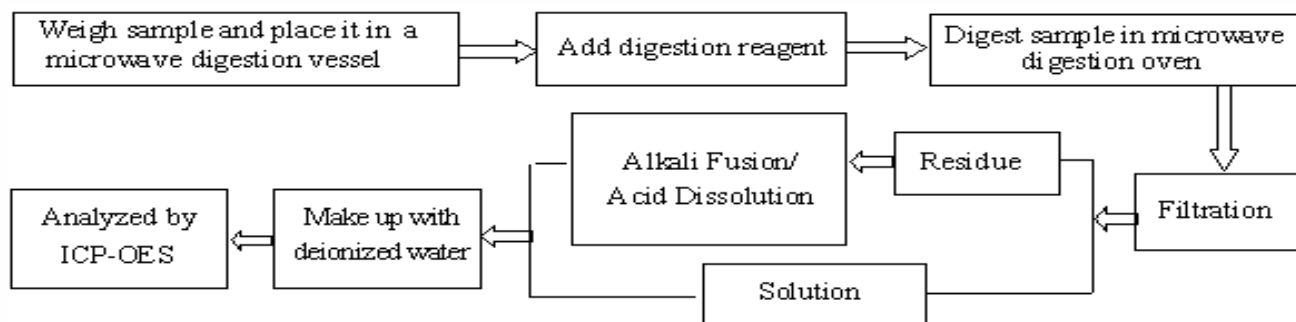 Weigh sample and place it in a
microwave digestion vessel
Add digestion reagent
Digest sample in microwave
digestion oven
Filtration
Residue
Alkali Fusion/
Acid Dissolution
Solution
Make up with
deionized water
Analyzed by
ICP-OES